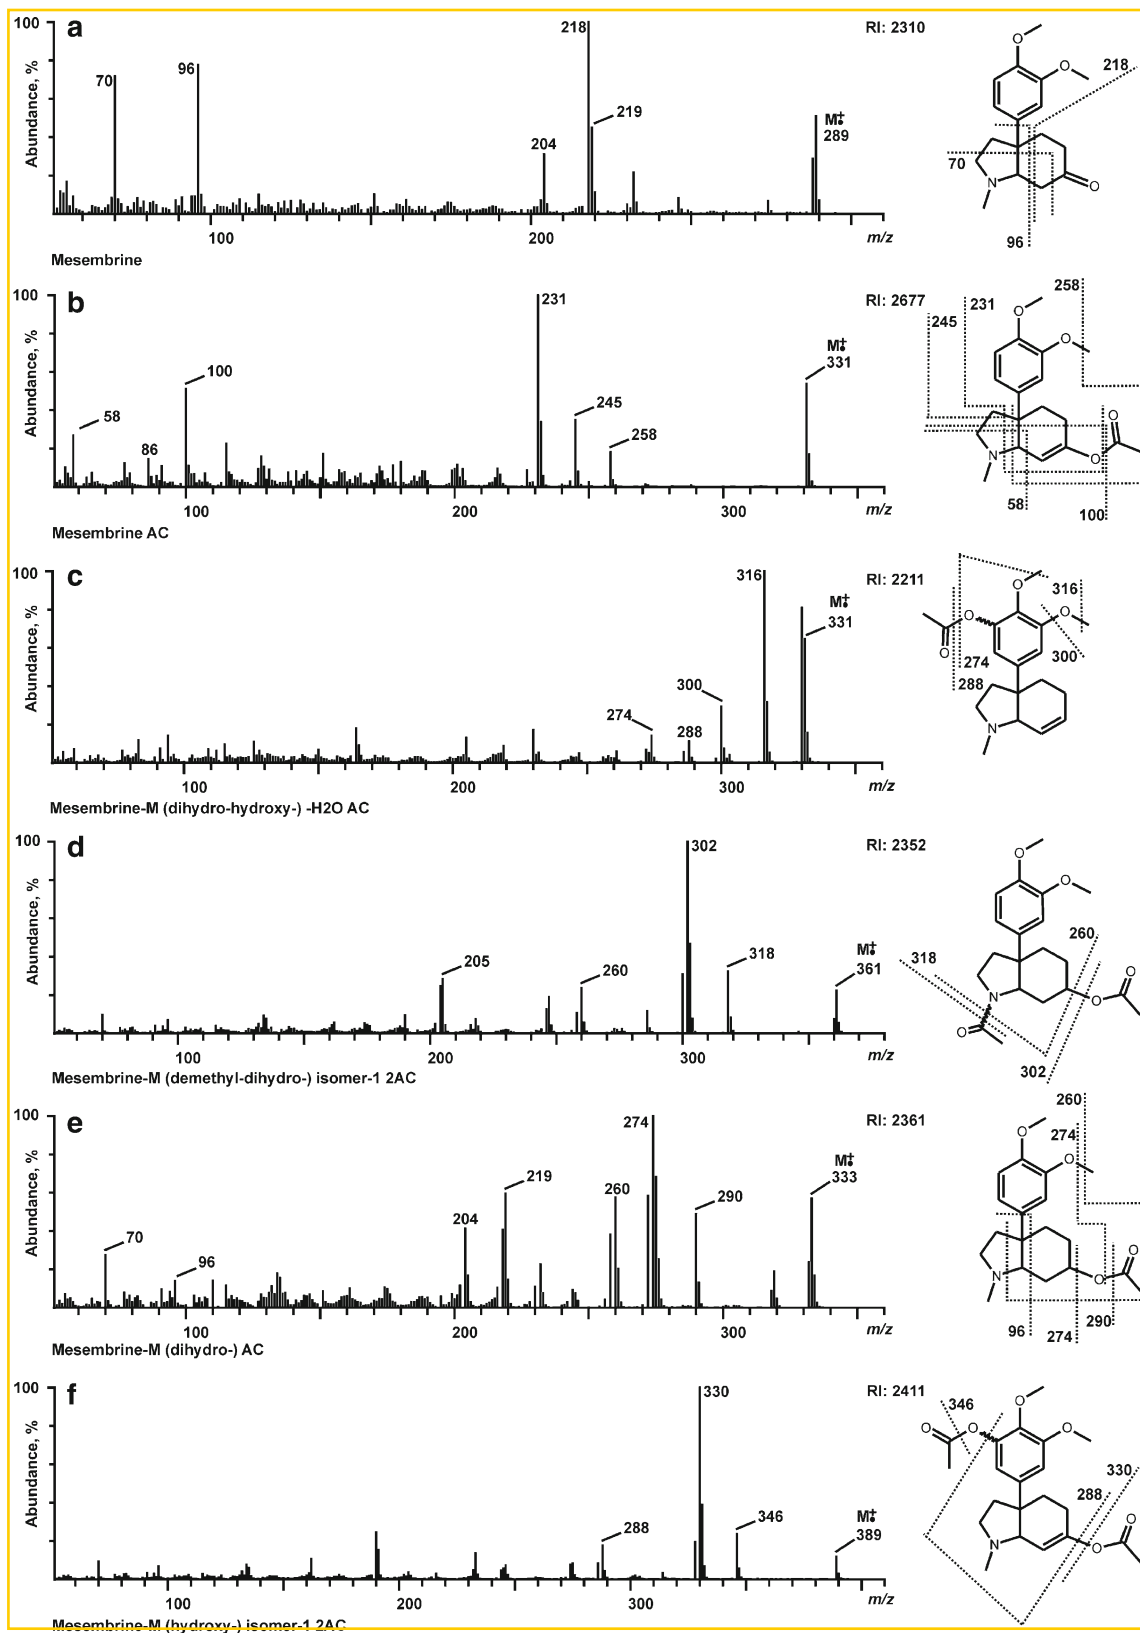 a
RI: 2310
Abundance, %
100
70
96
218
219
204
M+•
289
100
200
m/z
Mesembrine
O
O
218
70
N
O
96
b
RI: 2677
Abundance, %
100
58
86
100
231
245
258
M+•
331
100
200
300
m/z
Mesembrine AC
258
231
245
O
O
O
N
O
58
100
c
RI: 2211
Abundance, %
100
316
M+•
331
300
274
288
100
200
300
m/z
Mesembrine-M (dihydro-hydroxy-) -H2O AC
O
316
O
O
O
274
300
288
N
d
RI: 2352
Abundance, %
100
302
205
260
318
M+•
361
100
200
300
m/z
Mesembrine-M (demethyl-dihydro-) isomer-1 2AC
O
O
260
318
O
N
O
O
302
e
RI: 2361
Abundance, %
100
274
219
204
260
290
70
96
M+•
333
100
200
300
m/z
Mesembrine-M (dihydro-) AC
260
O
274
O
O
N
O
96
274
290
f
RI: 2411
Abundance, %
100
330
288
346
M+•
389
100
200
300
m/z
Mesembrine-M (hydroxy-) isomer-1 2AC
346
O
O
O
O
330
288
O
N
O